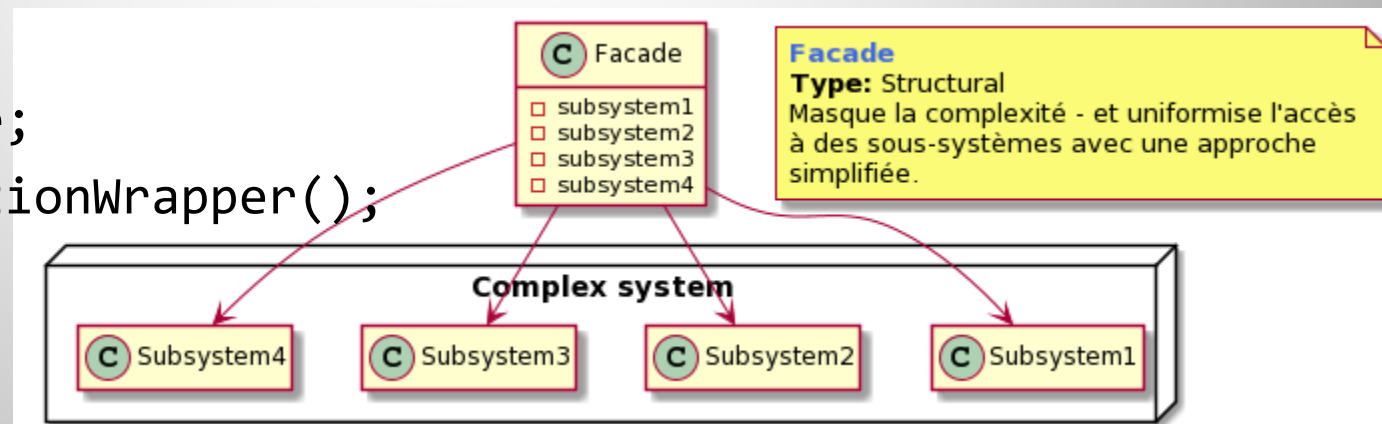 C Facade
subsystem1
subsystem2
subsystem3
subsystem4
Facade
Type: Structural
Masque la complexité - et uniformise l'accès
à des sous-systèmes avec une approche
simplifiée.
;
tionWrapper();
Complex system
C Subsystem4
C Subsystem3
C Subsystem2
C Subsystem1